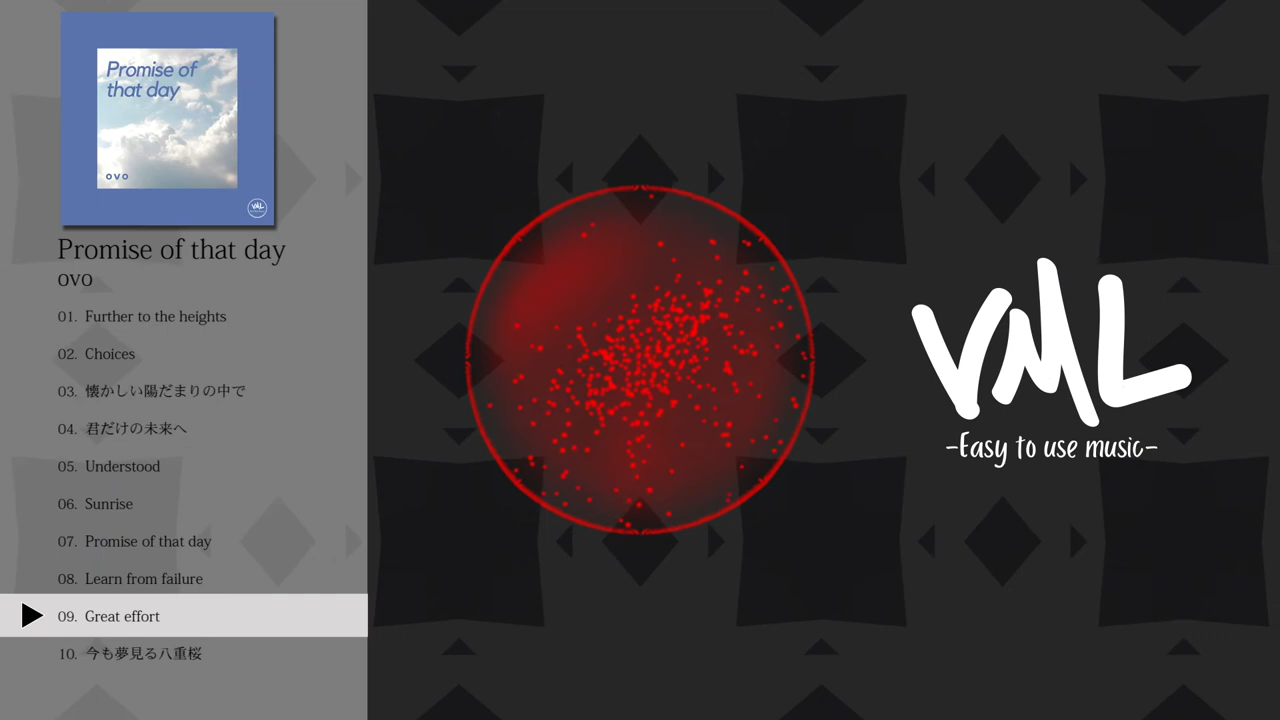 Promise of
that day
ovo
VML
Promise of that day
ovo
01. Further to the heights
02. Choices
03. 懐かしい陽だまりの中で
04. 君だけの未来へ
05. Understood
06. Sunrise
07. Promise of that day
08. Learn from failure
09. Great effort
10. 今も夢見る八重桜
VML
-Easy to use music-